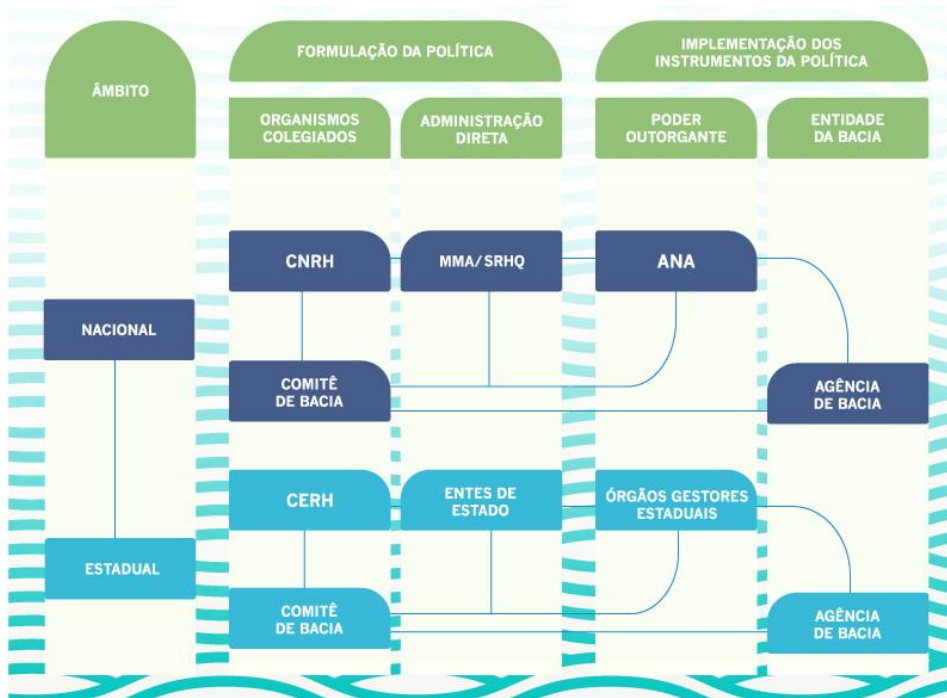 ÂMBITO
FORMULAÇÃO DA POLÍTICA
IMPLEMENTAÇÃO DOS
INSTRUMENTOS DA POLÍTICA
ORGANISMOS
COLEGIADOS
ADMINISTRAÇÃO
DIRETA
PODER
OUTORGANTE
ENTIDADE
DA BACIA
NACIONAL
CNRH
MMA/SRHQ
ANA
COMITÊ
DE BACIA
AGÊNCIA
DE BACIA
ESTADUAL
CERH
ENTES DE
ESTADO
ÓRGÃOS GESTORES
ESTADUAIS
COMITÊ
DE BACIA
AGÊNCIA
DE BACIA